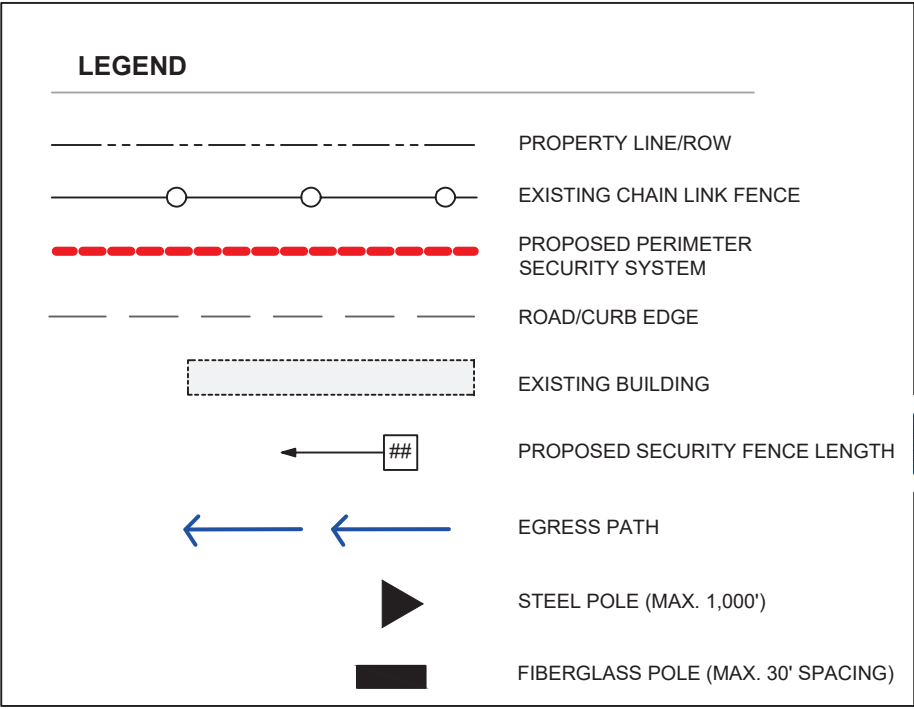 LEGEND
PROPERTY LINE/ROW
EXISTING CHAIN LINK FENCE
PROPOSED PERIMETER
SECURITY SYSTEM
ROAD/CURB EDGE
EXISTING BUILDING
##
PROPOSED SECURITY FENCE LENGTH
EGRESS PATH
STEEL POLE (MAX. 1,000')
FIBERGLASS POLE (MAX. 30' SPACING)